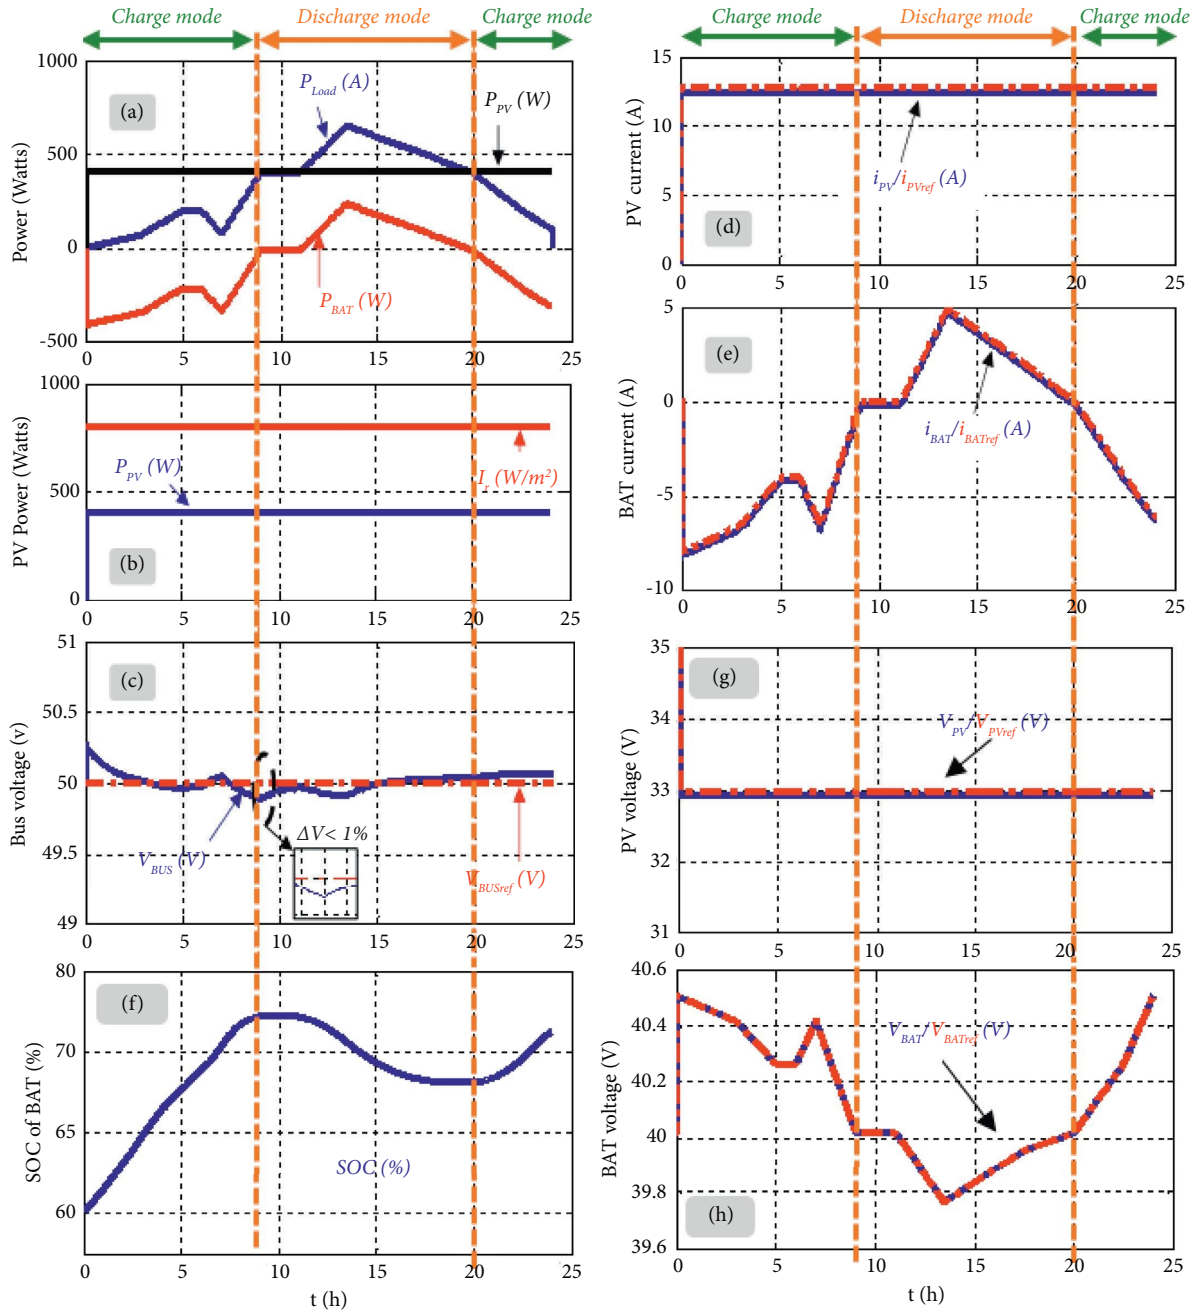 Charge mode Discharge mode Charge mode
1000
500
0
-500
Power (Watts)
(a)
P_Load (A)
P_PV (W)
P_BAT (W)
0 5 10 15 20 25
1000
500
0
PV Power (Watts)
P_PV (W)
I_r (W/m²)
(b)
0 5 10 15 20 25
51
50.5
50
49.5
49
Bus voltage (v)
(c)
ΔV< 1%
V_BUS (V)
V_BUSref (V)
0 5 10 15 20 25
80
70
65
60
SOC of BAT (%)
(f)
SOC (%)
0 5 10 15 20 25
t (h)
Charge mode Discharge mode Charge mode
15
10
5
0
PV current (A)
i_PV/i_PVref (A)
(d)
0 5 10 15 20 25
5
0
-5
-10
BAT current (A)
(e)
i_BAT/i_BATref (A)
0 5 10 15 20 25
35
34
33
32
31
PV voltage (V)
(g)
V_PV/V_PVref (V)
0 5 10 15 20 25
40.6
40.4
40.2
40
39.8
39.6
BAT voltage (V)
V_BAT/V_BATref (V)
(h)
0 5 10 15 20 25
t (h)